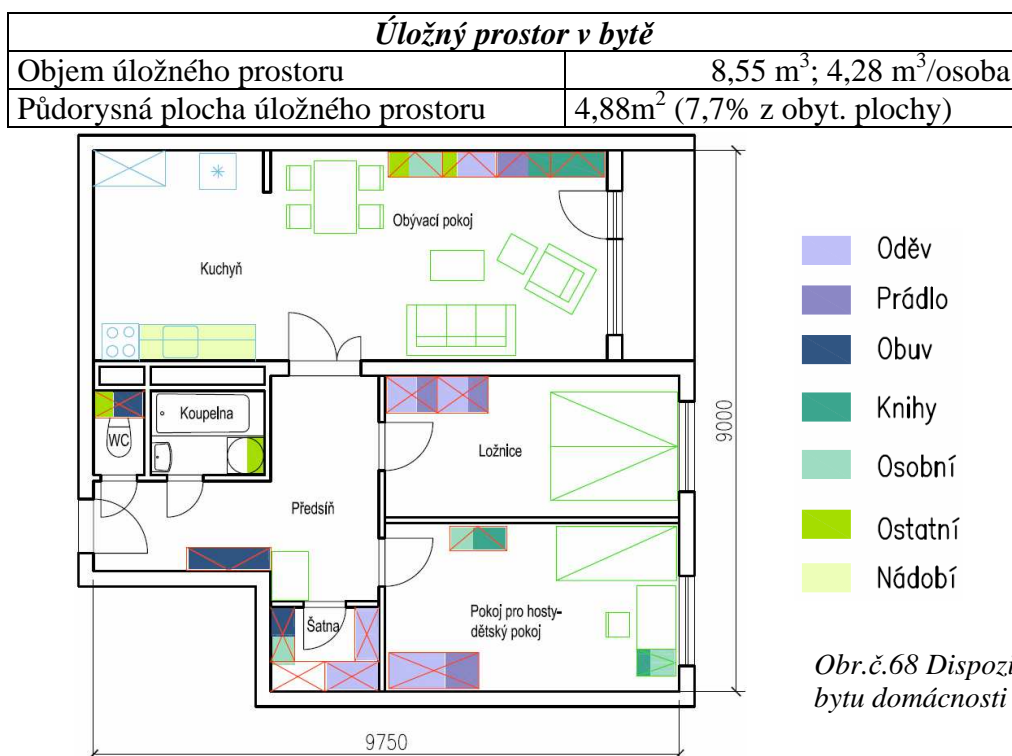 Úložný prostor v bytě
Objem úložného prostoru 8,55 m³; 4,28 m³/osoba
Půdorysná plocha úložného prostoru 4,88m² (7,7% z obyt. plochy)
Obývací pokoj
Kuchyň
Koupelna
WC
Ložnice
Předsíň
Šatna
Pokoj pro hosty-
dětský pokoj
9000
9750
Oděv
Prádlo
Obuv
Knihy
Osobní
Ostatní
Nádobí
Obr.č.68 Dispozi
bytu domácnosti